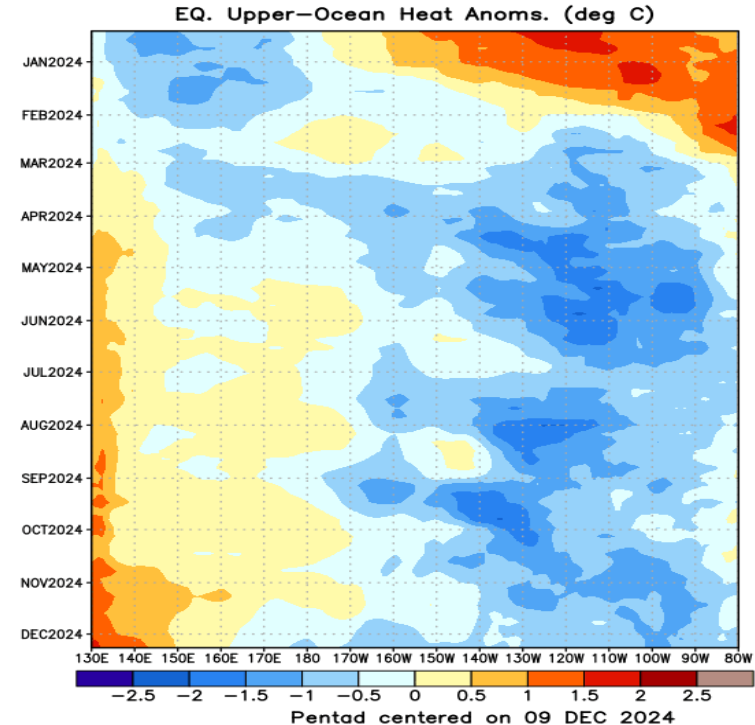 EQ. Upper-Ocean Heat Anoms. (deg C)
JAN2024
FEB2024
MAR2024
APR2024
MAY2024
JUN2024
JUL2024
AUG2024
SEP2024
OCT2024
NOV2024
DEC2024
130E 140E 150E 160E 170E 180 170W 160W 150W 140W 130W 120W 110W 100W 90W 80W
-2.5 -2 -1.5 -1 -0.5 0 0.5 1 1.5 2 2.5
Pentad centered on 09 DEC 2024